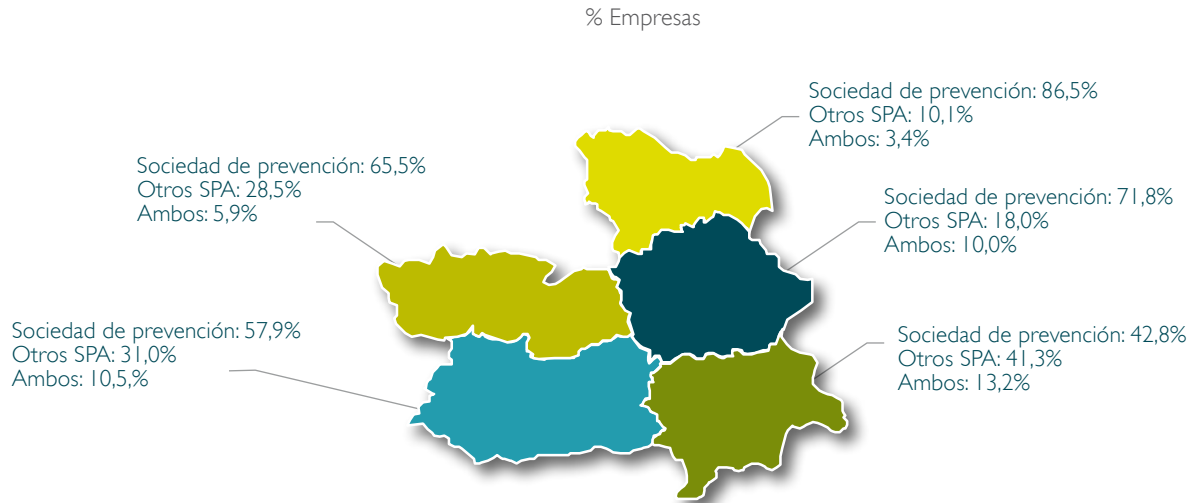 % Empresas
Sociedad de prevención: 86,5%
Otros SPA: 10,1%
Ambos: 3,4%
Sociedad de prevención: 65,5%
Otros SPA: 28,5%
Ambos: 5,9%
Sociedad de prevención: 71,8%
Otros SPA: 18,0%
Ambos: 10,0%
Sociedad de prevención: 57,9%
Otros SPA: 31,0%
Ambos: 10,5%
Sociedad de prevención: 42,8%
Otros SPA: 41,3%
Ambos: 13,2%